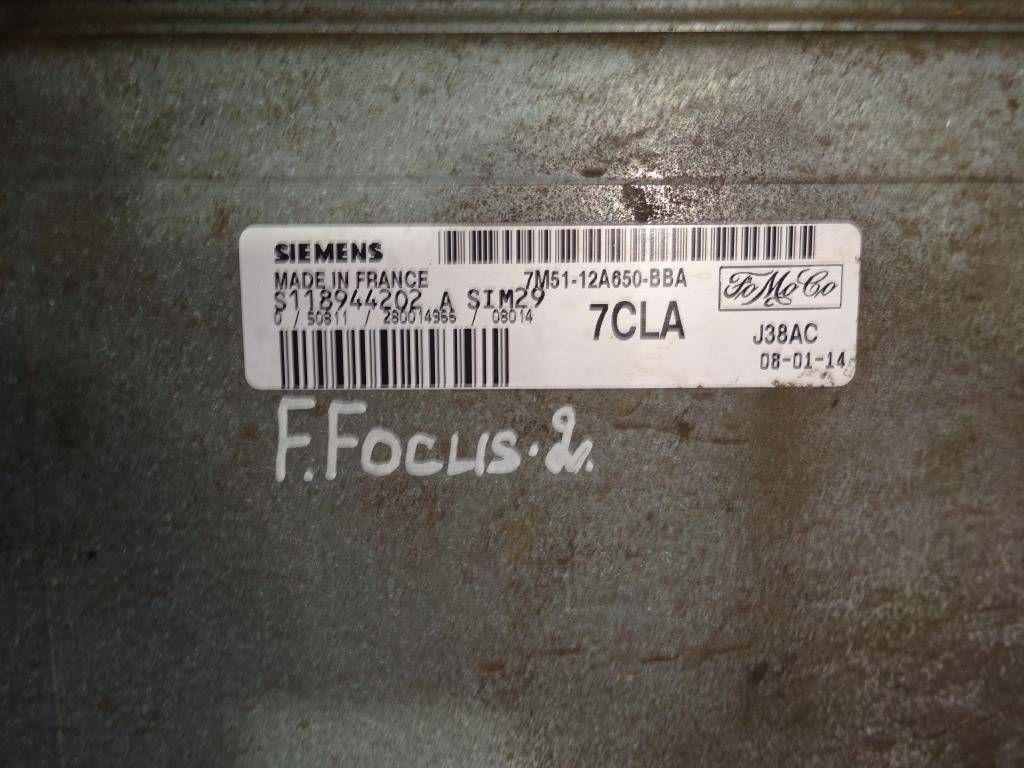 SIEMENS
MADE IN FRANCE 7M51-12A650-BBA FoMoCo
S118944202 A SIM29
0 / 50811 / 280014966 / 08014
7CLA J38AC
08-01-14
F.FOCUS.2.